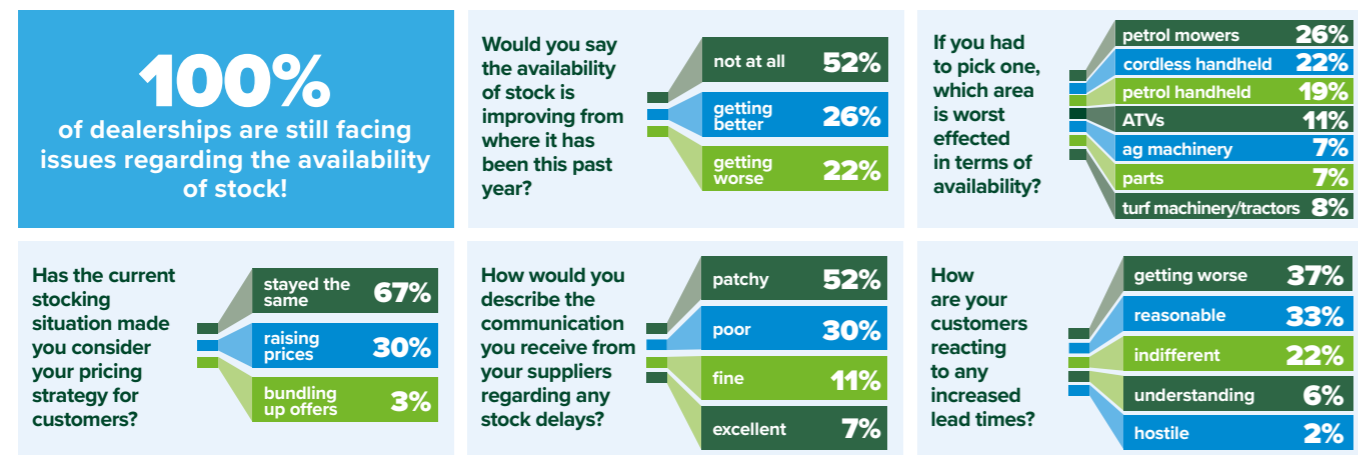 100%
of dealerships are still facing
issues regarding the availability
of stock!
Would you say
the availability
of stock is
improving from
where it has
been this past
year?
not at all 52%
getting
better 26%
getting
worse 22%
If you had
to pick one,
which area
is worst
effected
in terms of
availability?
petrol mowers 26%
cordless handheld 22%
petrol handheld 19%
ATVs 11%
ag machinery 7%
parts 7%
turf machinery/tractors 8%
Has the current
stocking
situation made
you consider
your pricing
strategy for
customers?
stayed the
same 67%
raising
prices 30%
bundling
up offers 3%
How would you
describe the
communication
you receive from
your suppliers
regarding any
stock delays?
patchy 52%
poor 30%
fine 11%
excellent 7%
How
are your
customers
reacting
to any
increased
lead times?
getting worse 37%
reasonable 33%
indifferent 22%
understanding 6%
hostile 2%